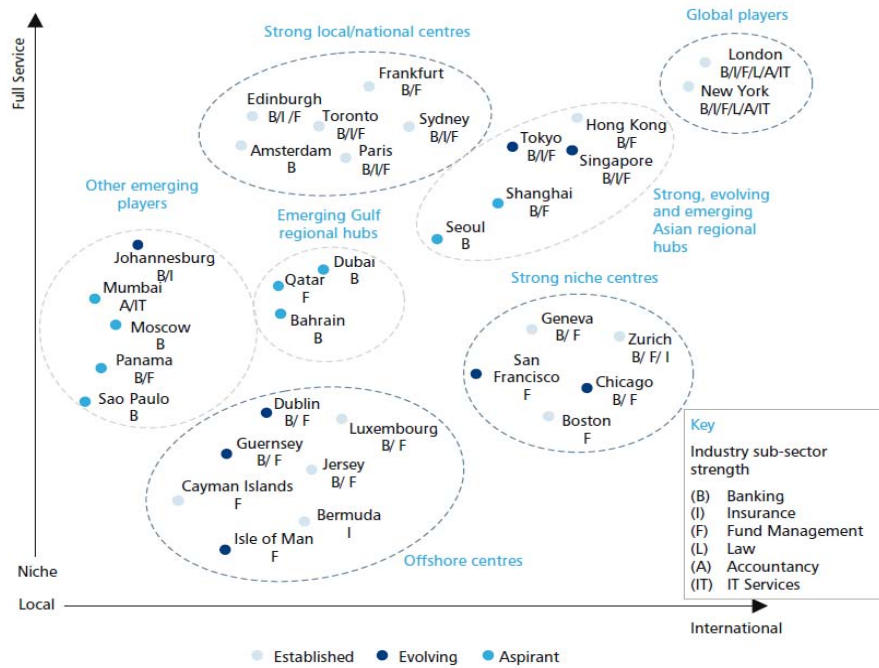 Full Service
Niche
Local
International
Global players
London
B/I/F/L/A/IT
New York
B/I/F/L/A/IT
Strong local/national centres
Frankfurt
B/F
Edinburgh
B/I /F
Toronto
B/I/F
Sydney
B/I/F
Amsterdam
B
Paris
B/I/F
Hong Kong
B/F
Tokyo
B/I/F
Singapore
B/I/F
Shanghai
B/F
Seoul
B
Strong, evolving
and emerging
Asian regional
hubs
Other emerging
players
Johannesburg
B/I
Mumbai
A/IT
Moscow
B
Panama
B/F
Sao Paulo
B
Emerging Gulf
regional hubs
Dubai
B
Qatar
F
Bahrain
B
Strong niche centres
Geneva
B/ F
Zurich
B/ F/ I
San
Francisco
F
Chicago
B/ F
Boston
F
Dublin
B/ F
Luxembourg
B/ F
Guernsey
B/ F
Jersey
B/ F
Cayman Islands
F
Bermuda
I
Isle of Man
F
Offshore centres
Key
Industry sub-sector
strength
(B) Banking
(I) Insurance
(F) Fund Management
(L) Law
(A) Accountancy
(IT) IT Services
Established Evolving Aspirant